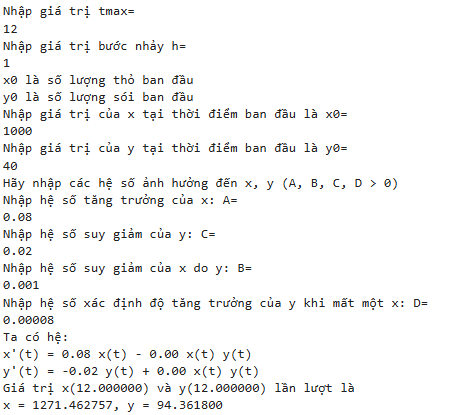 Nhập giá trị tmax=
12
Nhập giá trị bước nhảy h=
1
x0 là số lượng thỏ ban đầu
y0 là số lượng sói ban đầu
Nhập giá trị của x tại thời điểm ban đầu là x0=
1000
Nhập giá trị của y tại thời điểm ban đầu là y0=
40
Hãy nhập các hệ số ảnh hưởng đến x, y (A, B, C, D > 0)
Nhập hệ số tăng trưởng của x: A=
0.08
Nhập hệ số suy giảm của y: C=
0.02
Nhập hệ số suy giảm của x do y: B=
0.001
Nhập hệ số xác định độ tăng trưởng của y khi mất một x: D=
0.00008
Ta có hệ:
x'(t) = 0.08 x(t) - 0.00 x(t) y(t)
y'(t) = -0.02 y(t) + 0.00 x(t) y(t)
Giá trị x(12.000000) và y(12.000000) lần lượt là
x = 1271.462757, y = 94.361800